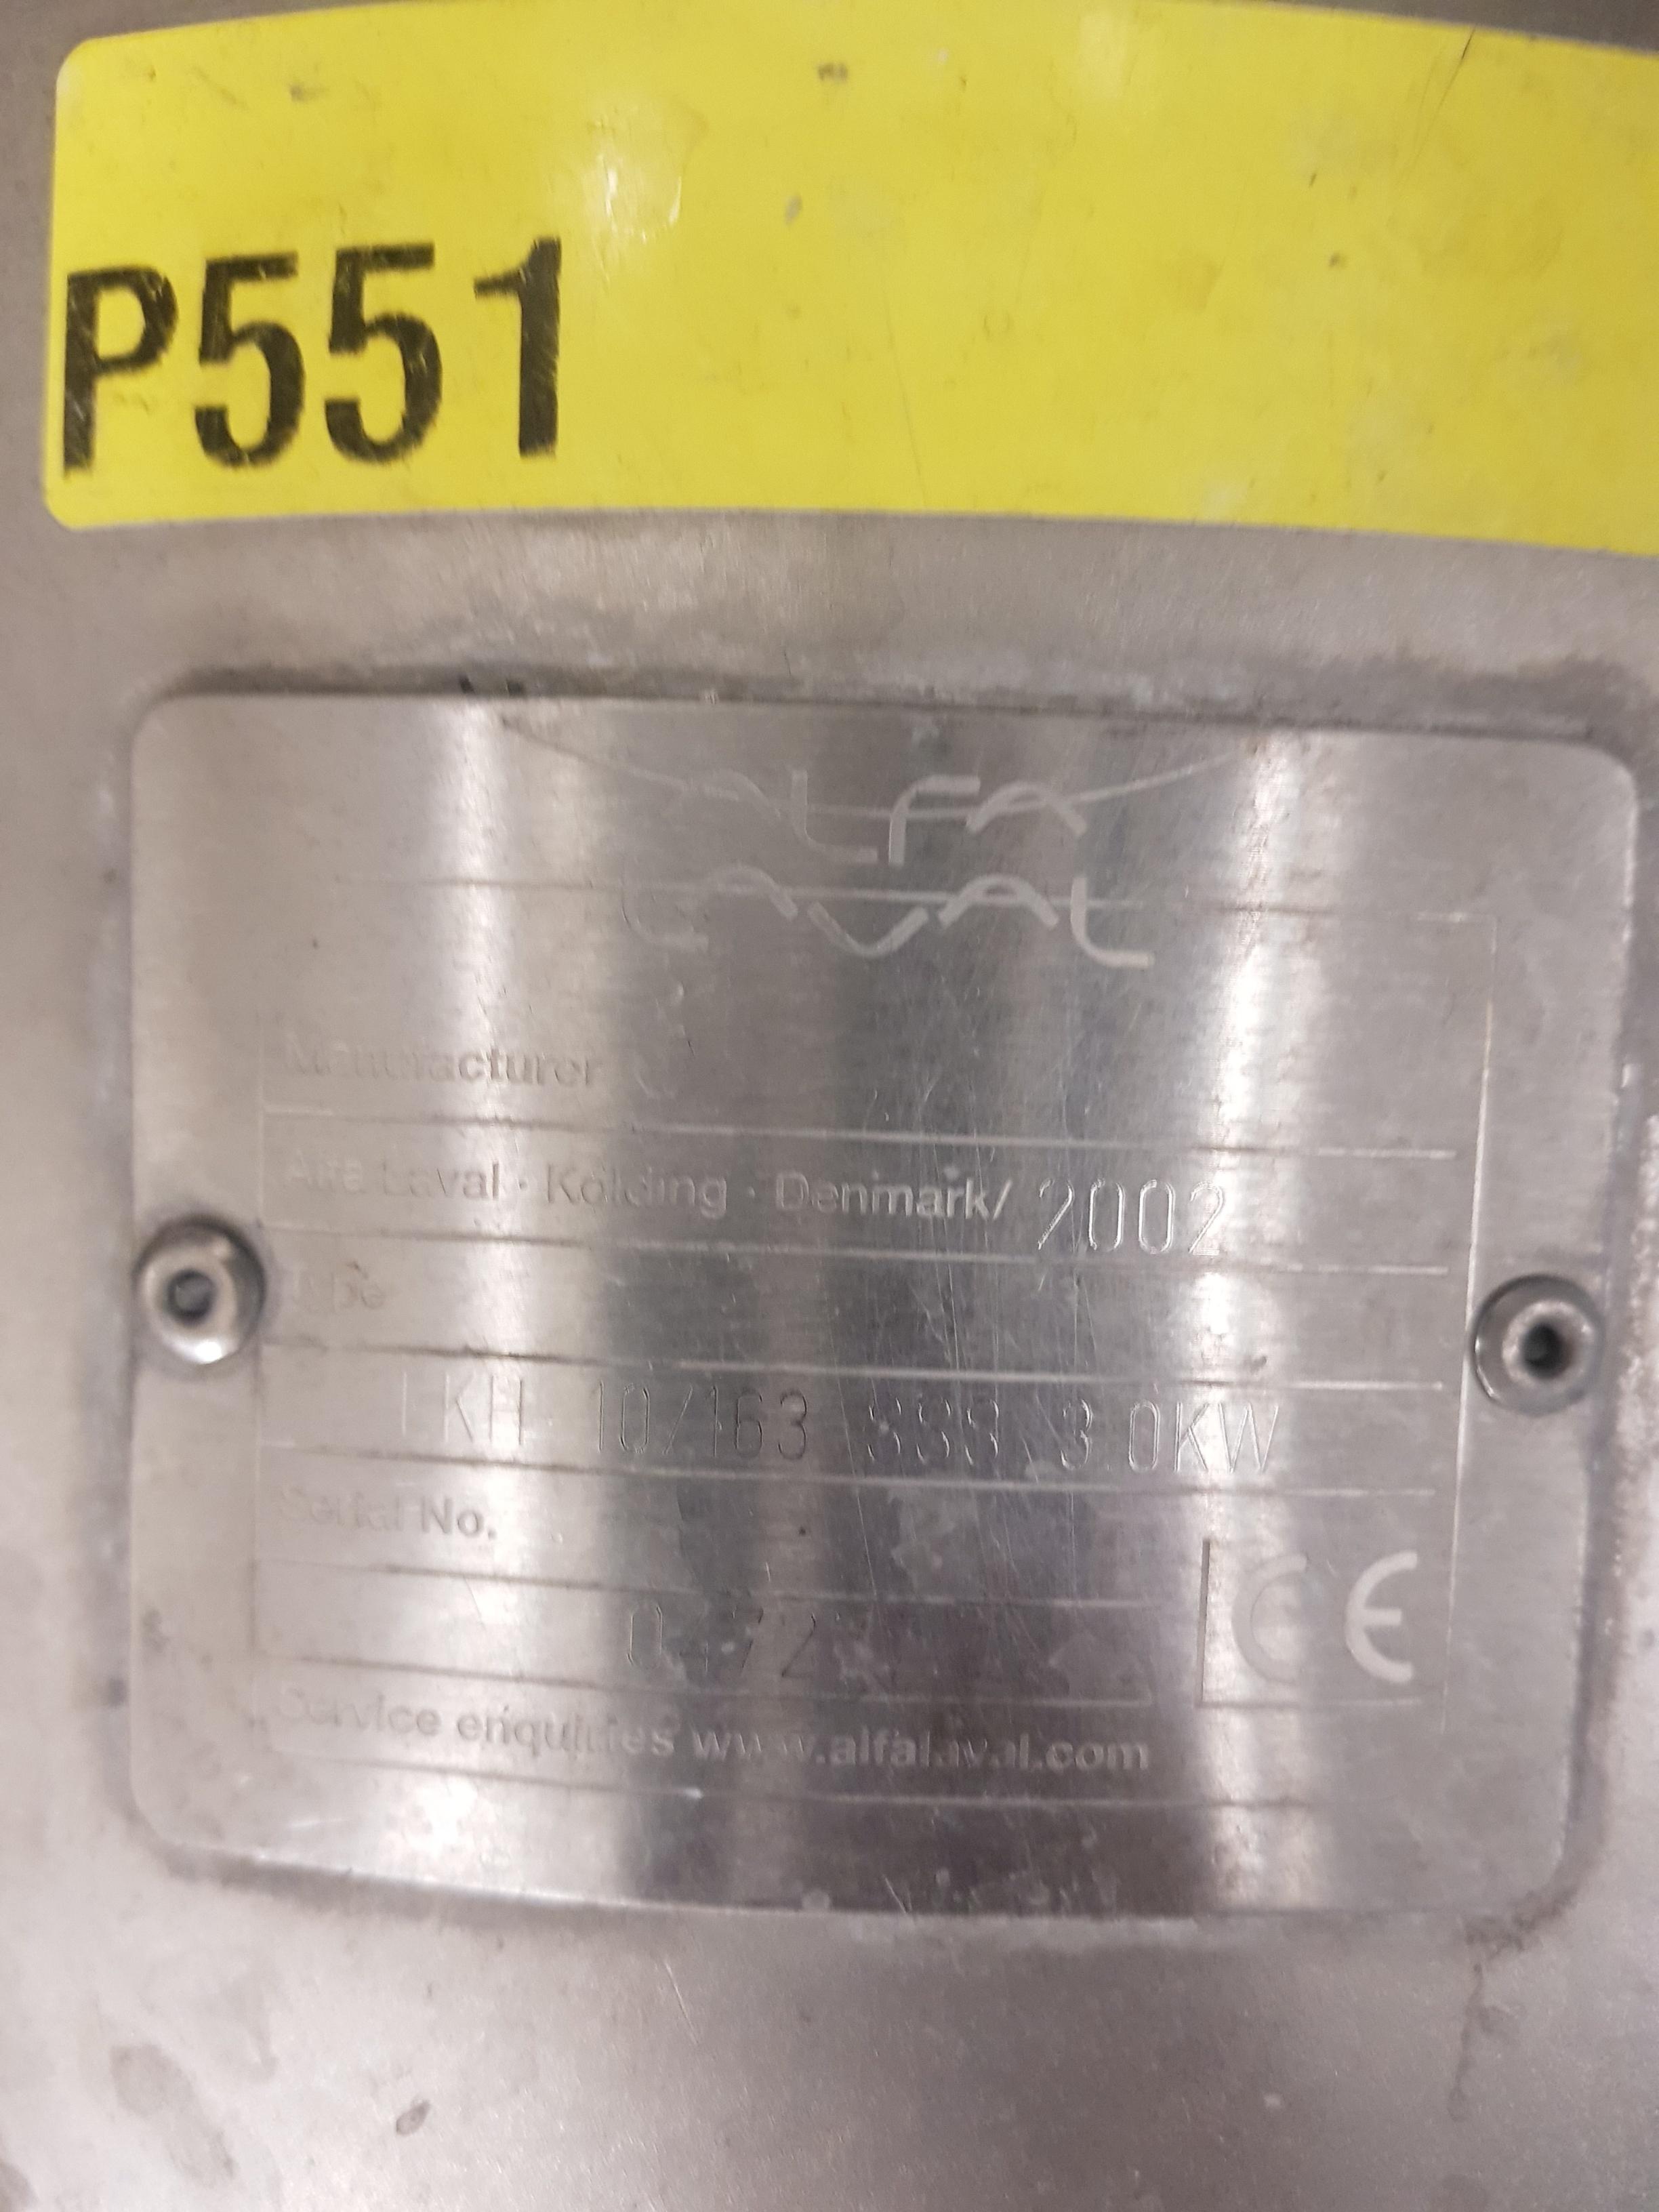 P551
ALFA
LAVAL
Manufacturer
Alfa Laval · Kolding · Denmark/ 2002
Type
LKH 10/163 SSS 3.0KW
Serial No.
CE
Service enquiries www.alfalaval.com